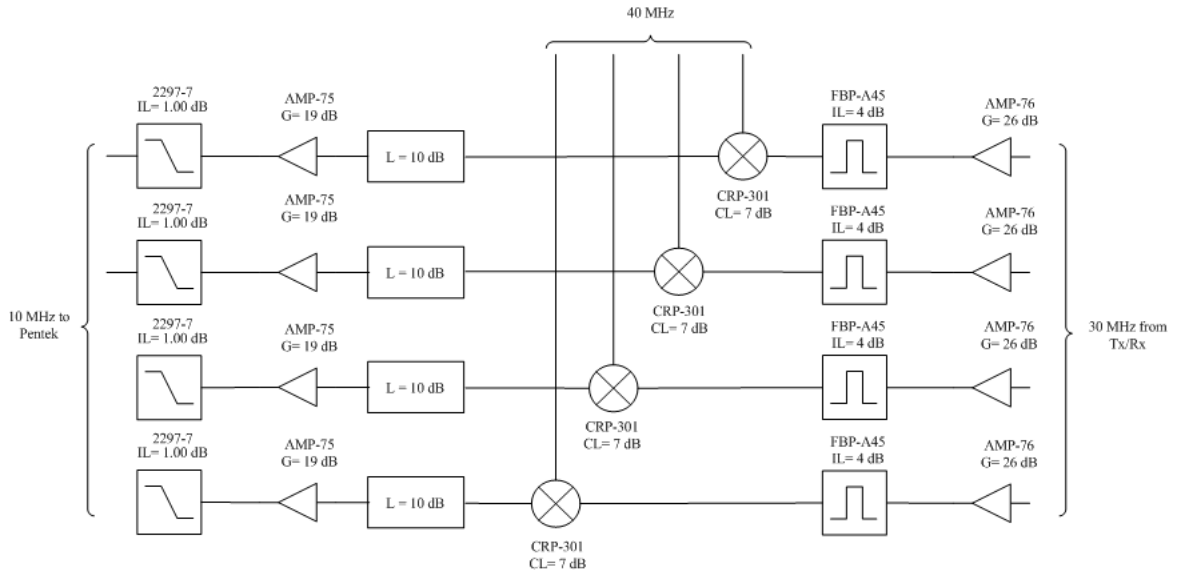 40 MHz
2297-7
IL= 1.00 dB
AMP-75
G= 19 dB
L = 10 dB
CRP-301
CL= 7 dB
FBP-A45
IL= 4 dB
AMP-76
G= 26 dB
2297-7
IL= 1.00 dB
AMP-75
G= 19 dB
L = 10 dB
CRP-301
CL= 7 dB
FBP-A45
IL= 4 dB
AMP-76
G= 26 dB
10 MHz to
Pentek
30 MHz from
Tx/Rx
2297-7
IL= 1.00 dB
AMP-75
G= 19 dB
L = 10 dB
CRP-301
CL= 7 dB
FBP-A45
IL= 4 dB
AMP-76
G= 26 dB
2297-7
IL= 1.00 dB
AMP-75
G= 19 dB
L = 10 dB
CRP-301
CL= 7 dB
FBP-A45
IL= 4 dB
AMP-76
G= 26 dB